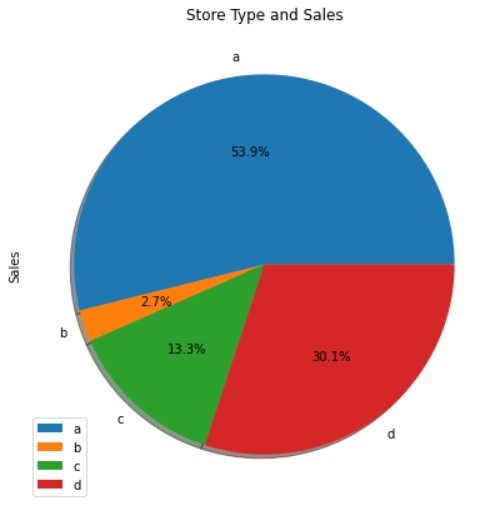 Store Type and Sales
a
53.9%
Sales
2.7%
b
13.3%
30.1%
c
d
a
b
c
d